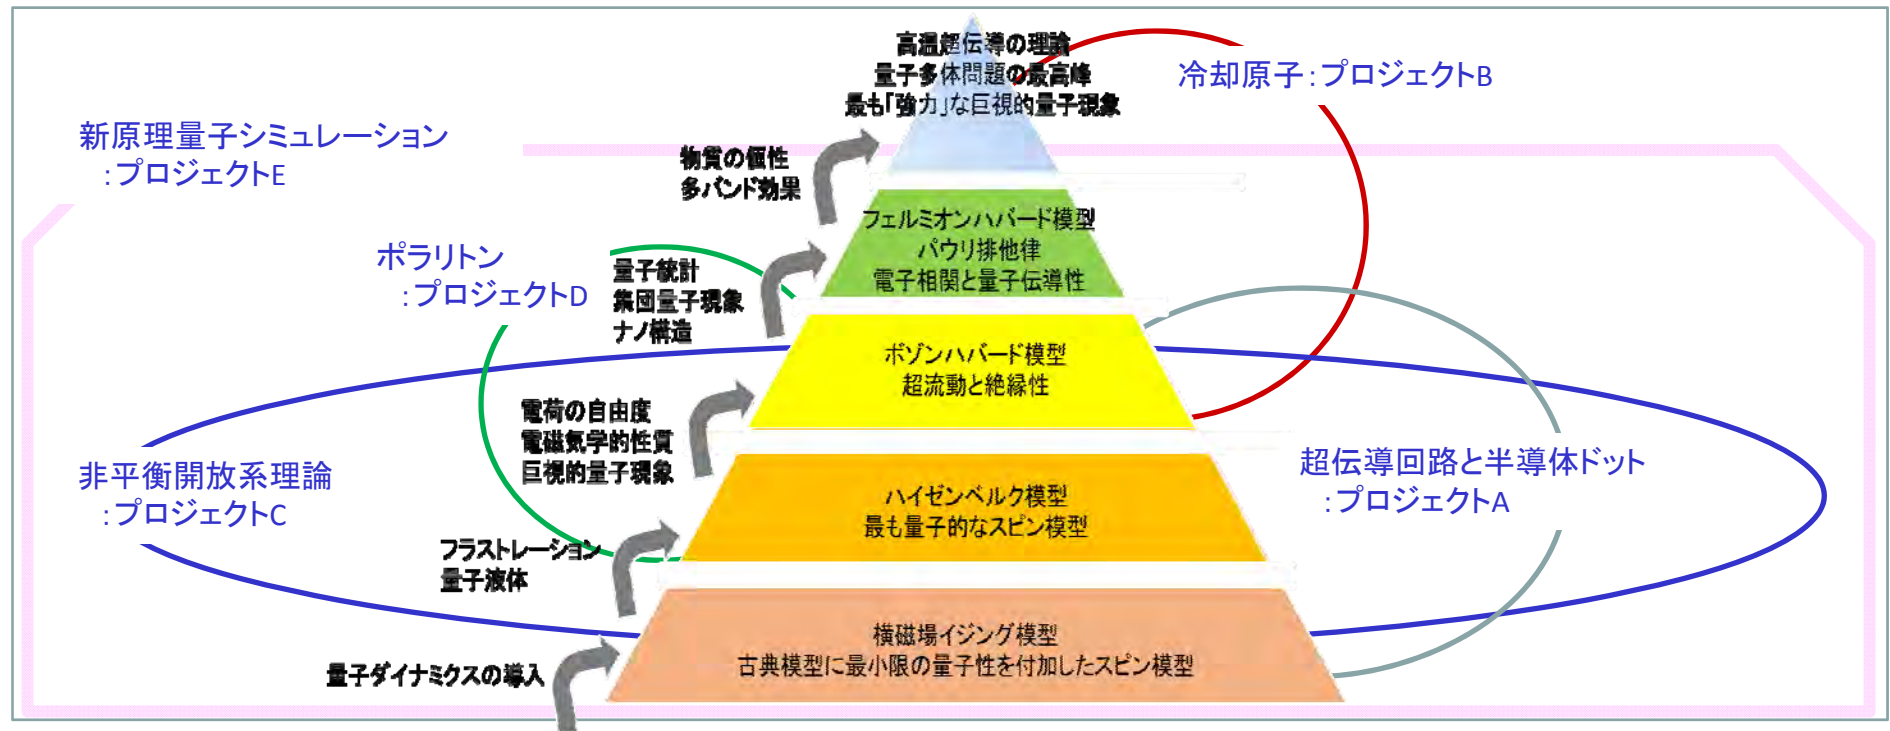 高温超伝導の理論
量子多体問題の最高峰
最も「強力」な巨視的量子現象
冷却原子：プロジェクトB
新原理量子シミュレーション
：プロジェクトE
物質の個性
多バンド効果
フェルミオンハバード模型
パウリ排他律
電子相関と量子伝導性
ポラリトン
：プロジェクトD
量子統計
集団量子現象
ナノ構造
ボゾンハバード模型
超流動と絶縁性
電荷の自由度
電磁気学的性質
巨視的量子現象
非平衡開放系理論
：プロジェクトC
超伝導回路と半導体ドット
：プロジェクトA
ハイゼンベルク模型
最も量子的なスピン模型
フラストレーション
量子液体
横磁場イジング模型
古典模型に最小限の量子性を付加したスピン模型
量子ダイナミクスの導入